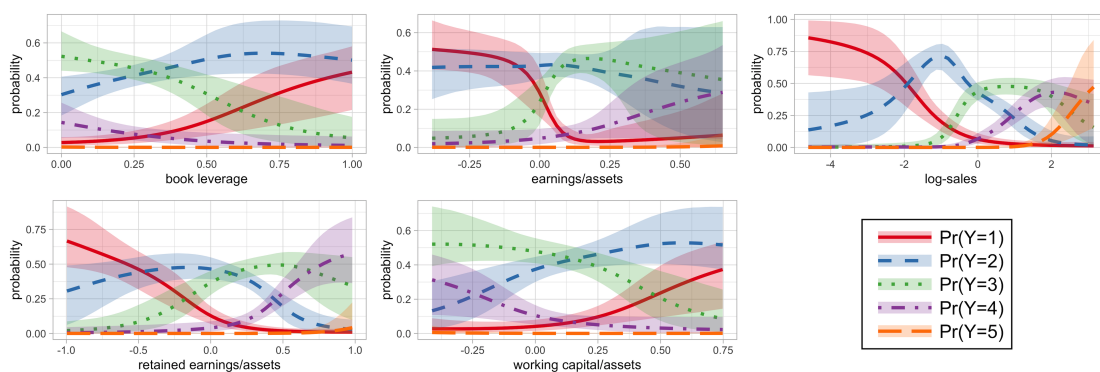 probability
0.6
0.4
0.2
0.0
0.00 0.25 0.50 0.75 1.00
book leverage
probability
0.6
0.4
0.2
0.0
-0.25 0.00 0.25 0.50
earnings/assets
probability
1.00
0.75
0.50
0.25
0.00
-4 -2 0 2
log-sales
probability
0.75
0.50
0.25
0.00
-1.0 -0.5 0.0 0.5 1.0
retained earnings/assets
probability
0.6
0.4
0.2
0.0
-0.25 0.00 0.25 0.50 0.75
working capital/assets
Pr(Y=1)
Pr(Y=2)
Pr(Y=3)
Pr(Y=4)
Pr(Y=5)